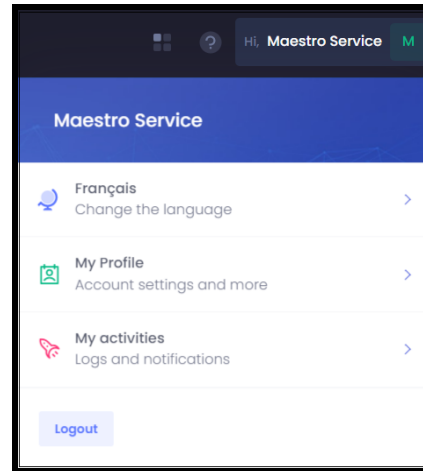 Hi, Maestro Service M
Maestro Service
Français
Change the language
My Profile
Account settings and more
My activities
Logs and notifications
Logout